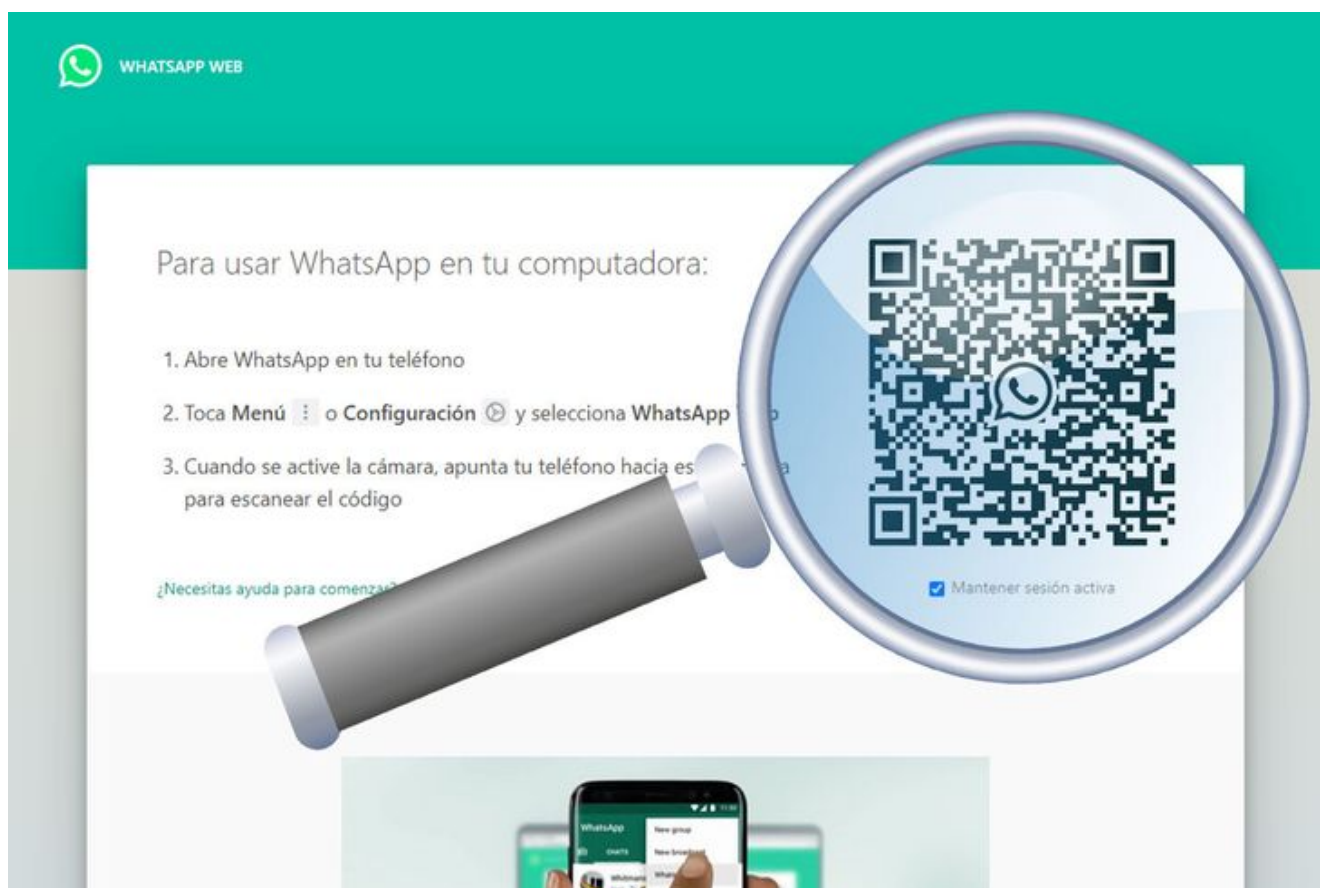 WHATSAPP WEB
Para usar WhatsApp en tu computadora:
1. Abre WhatsApp en tu teléfono
2. Toca Menú o Configuración y selecciona WhatsApp
3. Cuando se active la cámara, apunta tu teléfono hacia
para escanear el código
¿Necesitas ayuda para comenzar?
Mantener sesión activa
WhatsApp
New group
CHATS
New broadcast